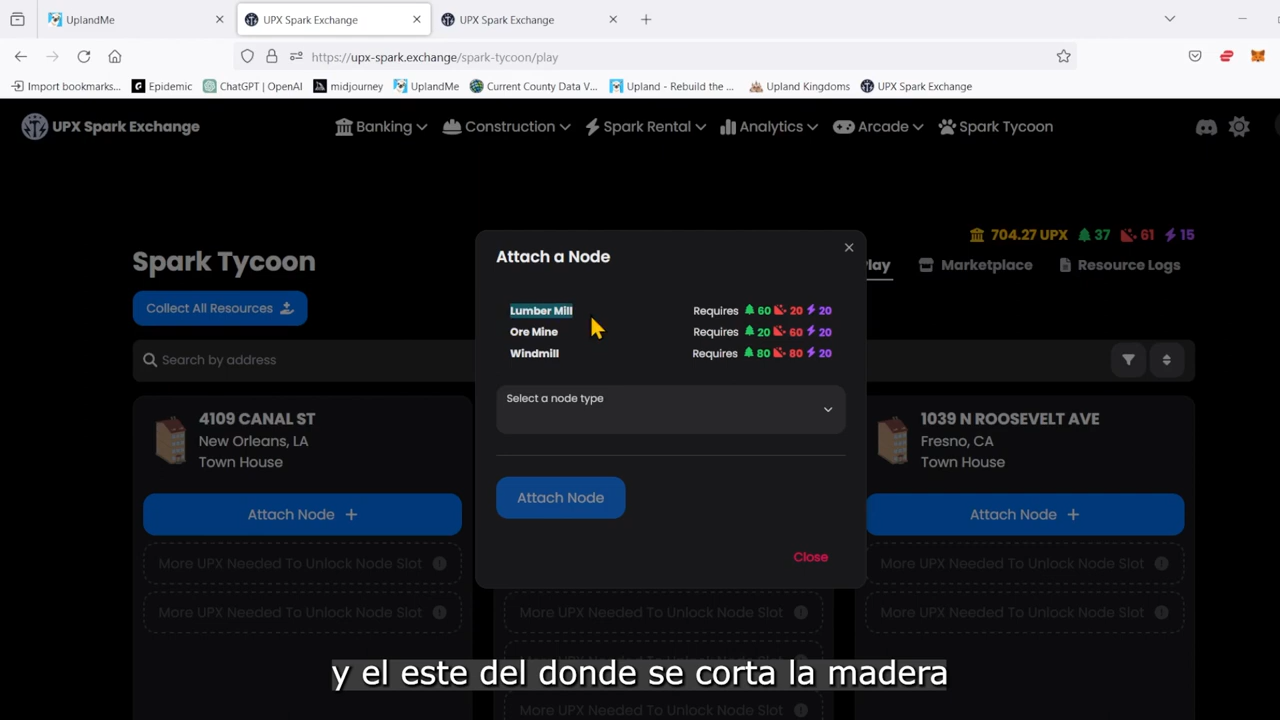 UplandMe
UPX Spark Exchange
UPX Spark Exchange
https://upx-spark.exchange/spark-tycoon/play
Import bookmarks...
Epidemic
ChatGPT | OpenAI
midjourney
UplandMe
Current County Data V...
Upland - Rebuild the ...
Upland Kingdoms
UPX Spark Exchange
UPX Spark Exchange
Banking
Construction
Spark Rental
Analytics
Arcade
Spark Tycoon
704.27 UPX 37 61 15
Spark Tycoon
lay
Marketplace
Resource Logs
Collect All Resources
Search by address
Attach a Node
Lumber Mill Requires 60 20 20
Ore Mine Requires 20 60 20
Windmill Requires 80 80 20
Select a node type
Attach Node
Close
4109 CANAL ST
New Orleans, LA
Town House
Attach Node +
More UPX Needed To Unlock Node Slot
More UPX Needed To Unlock Node Slot
More UPX Needed To Unlock Node Slot
1039 N ROOSEVELT AVE
Fresno, CA
Town House
Attach Node +
More UPX Needed To Unlock Node Slot
More UPX Needed To Unlock Node Slot
More UPX Needed To Unlock Node Slot
y el este del donde se corta la madera